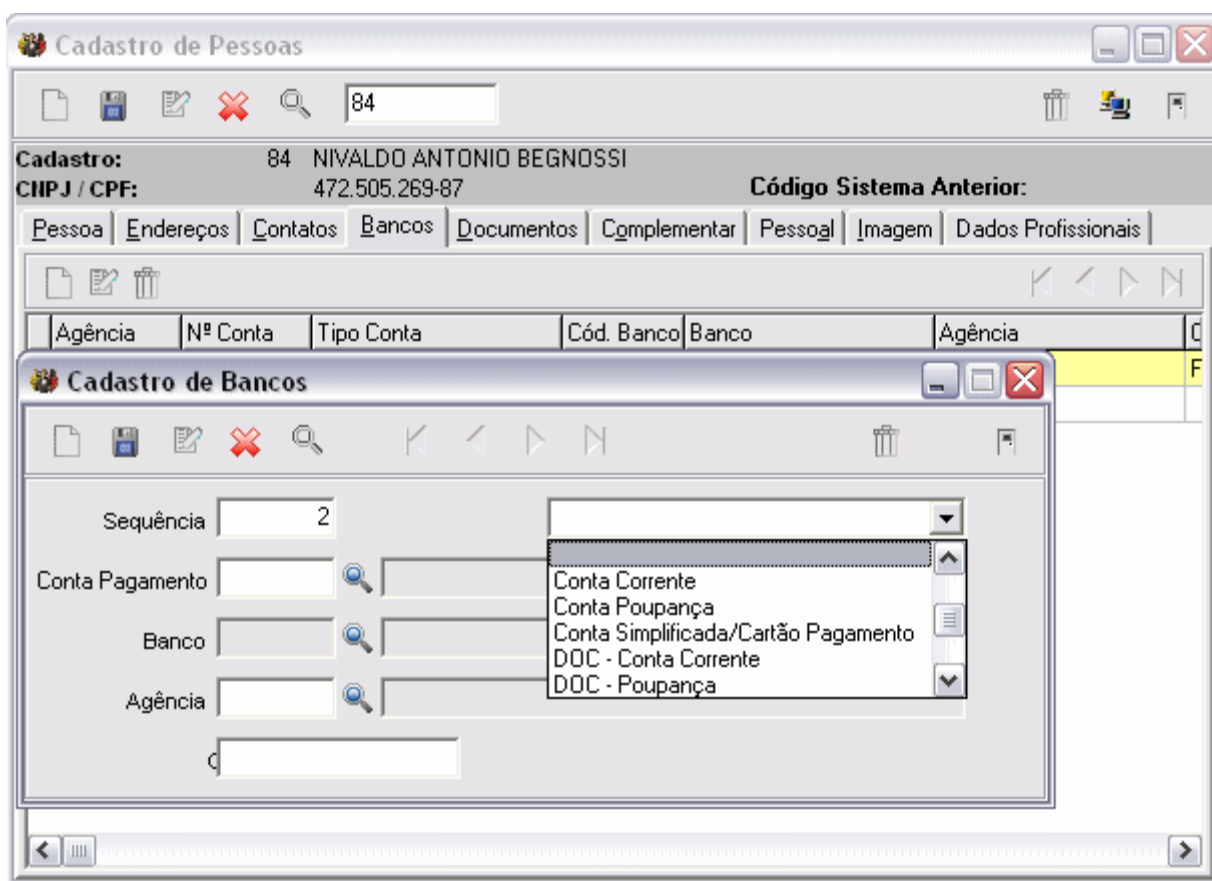 Cadastro de Pessoas
84
Cadastro: 84 NIVALDO ANTONIO BEGNOSSI
CNPJ / CPF: 472.505.269-87 Código Sistema Anterior:
Pessoa Endereços Contatos Bancos Documentos Complementar Pessoal Imagem Dados Profissionais
Agência Nº Conta Tipo Conta Cód. Banco Banco Agência C
F
Cadastro de Bancos
Sequência 2
Conta Pagamento
Banco
Agência
C
Conta Corrente
Conta Poupança
Conta Simplificada/Cartão Pagamento
DOC - Conta Corrente
DOC - Poupança